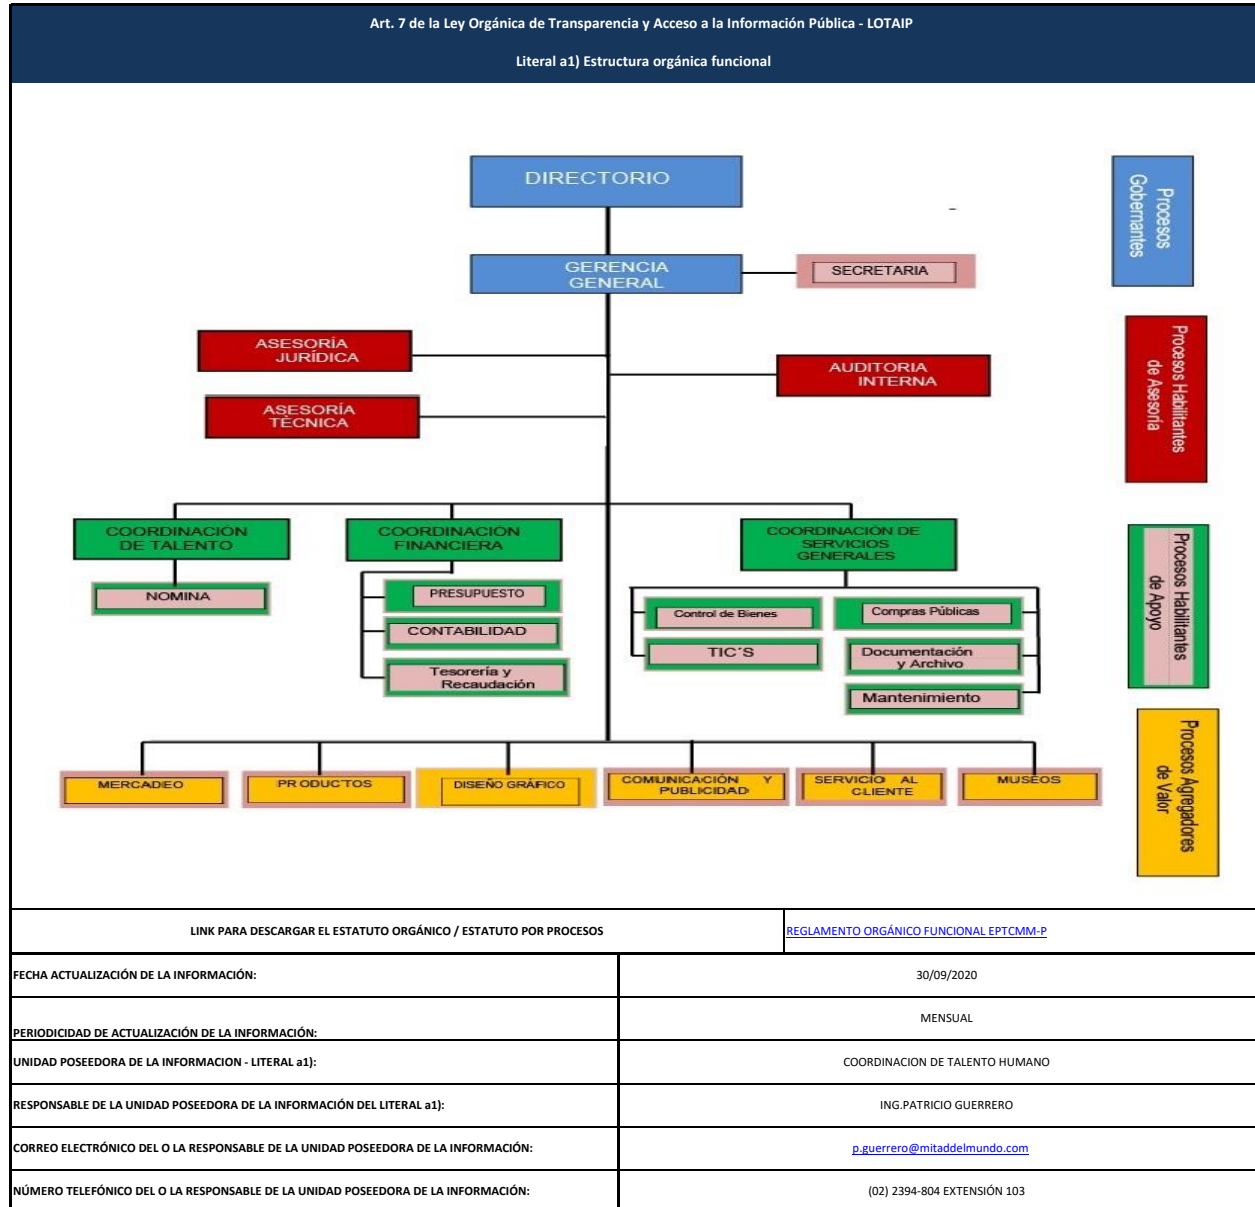 Art. 7 de la Ley Orgánica de Transparencia y Acceso a la Información Pública - LOTAIP
Literal a1) Estructura orgánica funcional
DIRECTORIO
Procesos
Gobernantes
GERENCIA
GENERAL
SECRETARIA
ASESORÍA
JURÍDICA
AUDITORIA
INTERNA
ASESORÍA
TÈCNICA
Procesos Habilitantes
de Asesoría
COORDINACIÓN
DE TALENTO
COORDINACIÓN
FINANCIERA
COORDINACIÓN DE
SERVICIOS
GENERALES
NOMINA
PRESUPUESTO
CONTABILIDAD
Tesorería y
Recaudación
Control de Bienes
TIC´S
Compras Públicas
Documentación
y Archivo
Mantenimiento
Procesos Habilitantes
de Apoyo
MERCADEO
PRODUCTOS
DISEÑO GRÁFICO
COMUNICACIÓN Y
PUBLICIDAD
SERVICIO AL
CLIENTE
MUSEOS
Procesos Agregadores
de Valor
LINK PARA DESCARGAR EL ESTATUTO ORGÁNICO / ESTATUTO POR PROCESOS
REGLAMENTO ORGÁNICO FUNCIONAL EPTCMM-P
FECHA ACTUALIZACIÓN DE LA INFORMACIÓN:
30/09/2020
PERIODICIDAD DE ACTUALIZACIÓN DE LA INFORMACIÓN:
MENSUAL
UNIDAD POSEEDORA DE LA INFORMACION - LITERAL a1):
COORDINACION DE TALENTO HUMANO
RESPONSABLE DE LA UNIDAD POSEEDORA DE LA INFORMACIÓN DEL LITERAL a1):
ING.PATRICIO GUERRERO
CORREO ELECTRÓNICO DEL O LA RESPONSABLE DE LA UNIDAD POSEEDORA DE LA INFORMACIÓN:
p.guerrero@mitaddelmundo.com
NÚMERO TELEFÓNICO DEL O LA RESPONSABLE DE LA UNIDAD POSEEDORA DE LA INFORMACIÓN:
(02) 2394-804 EXTENSIÓN 103